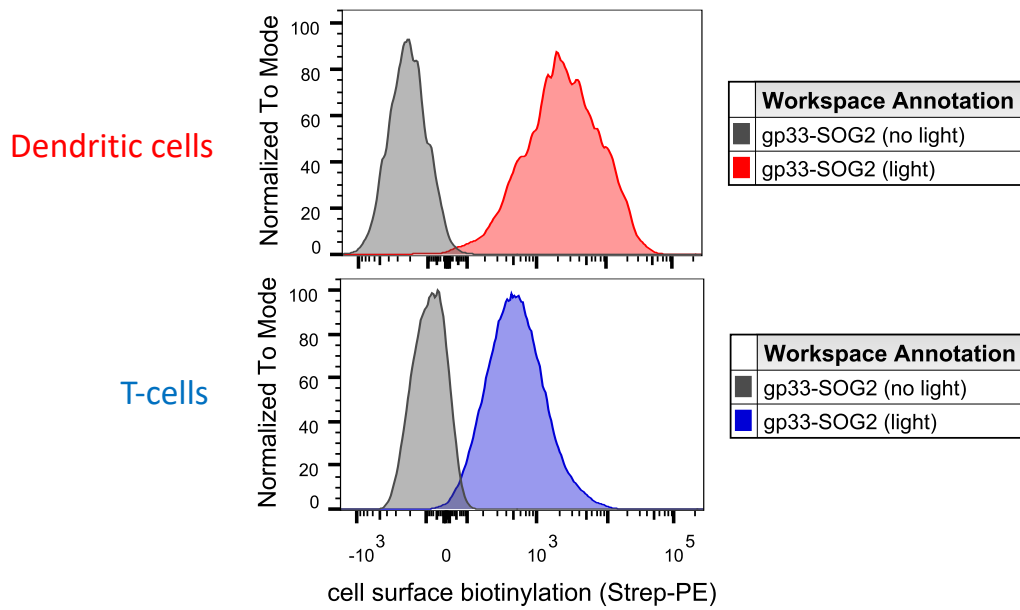 Dendritic cells
Normalized To Mode
100
80
60
40
20
0
Workspace Annotation
gp33-SOG2 (no light)
gp33-SOG2 (light)
T-cells
Normalized To Mode
100
80
60
40
20
0
-10 3
0
10 3
10 5
cell surface biotinylation (Strep-PE)
Workspace Annotation
gp33-SOG2 (no light)
gp33-SOG2 (light)